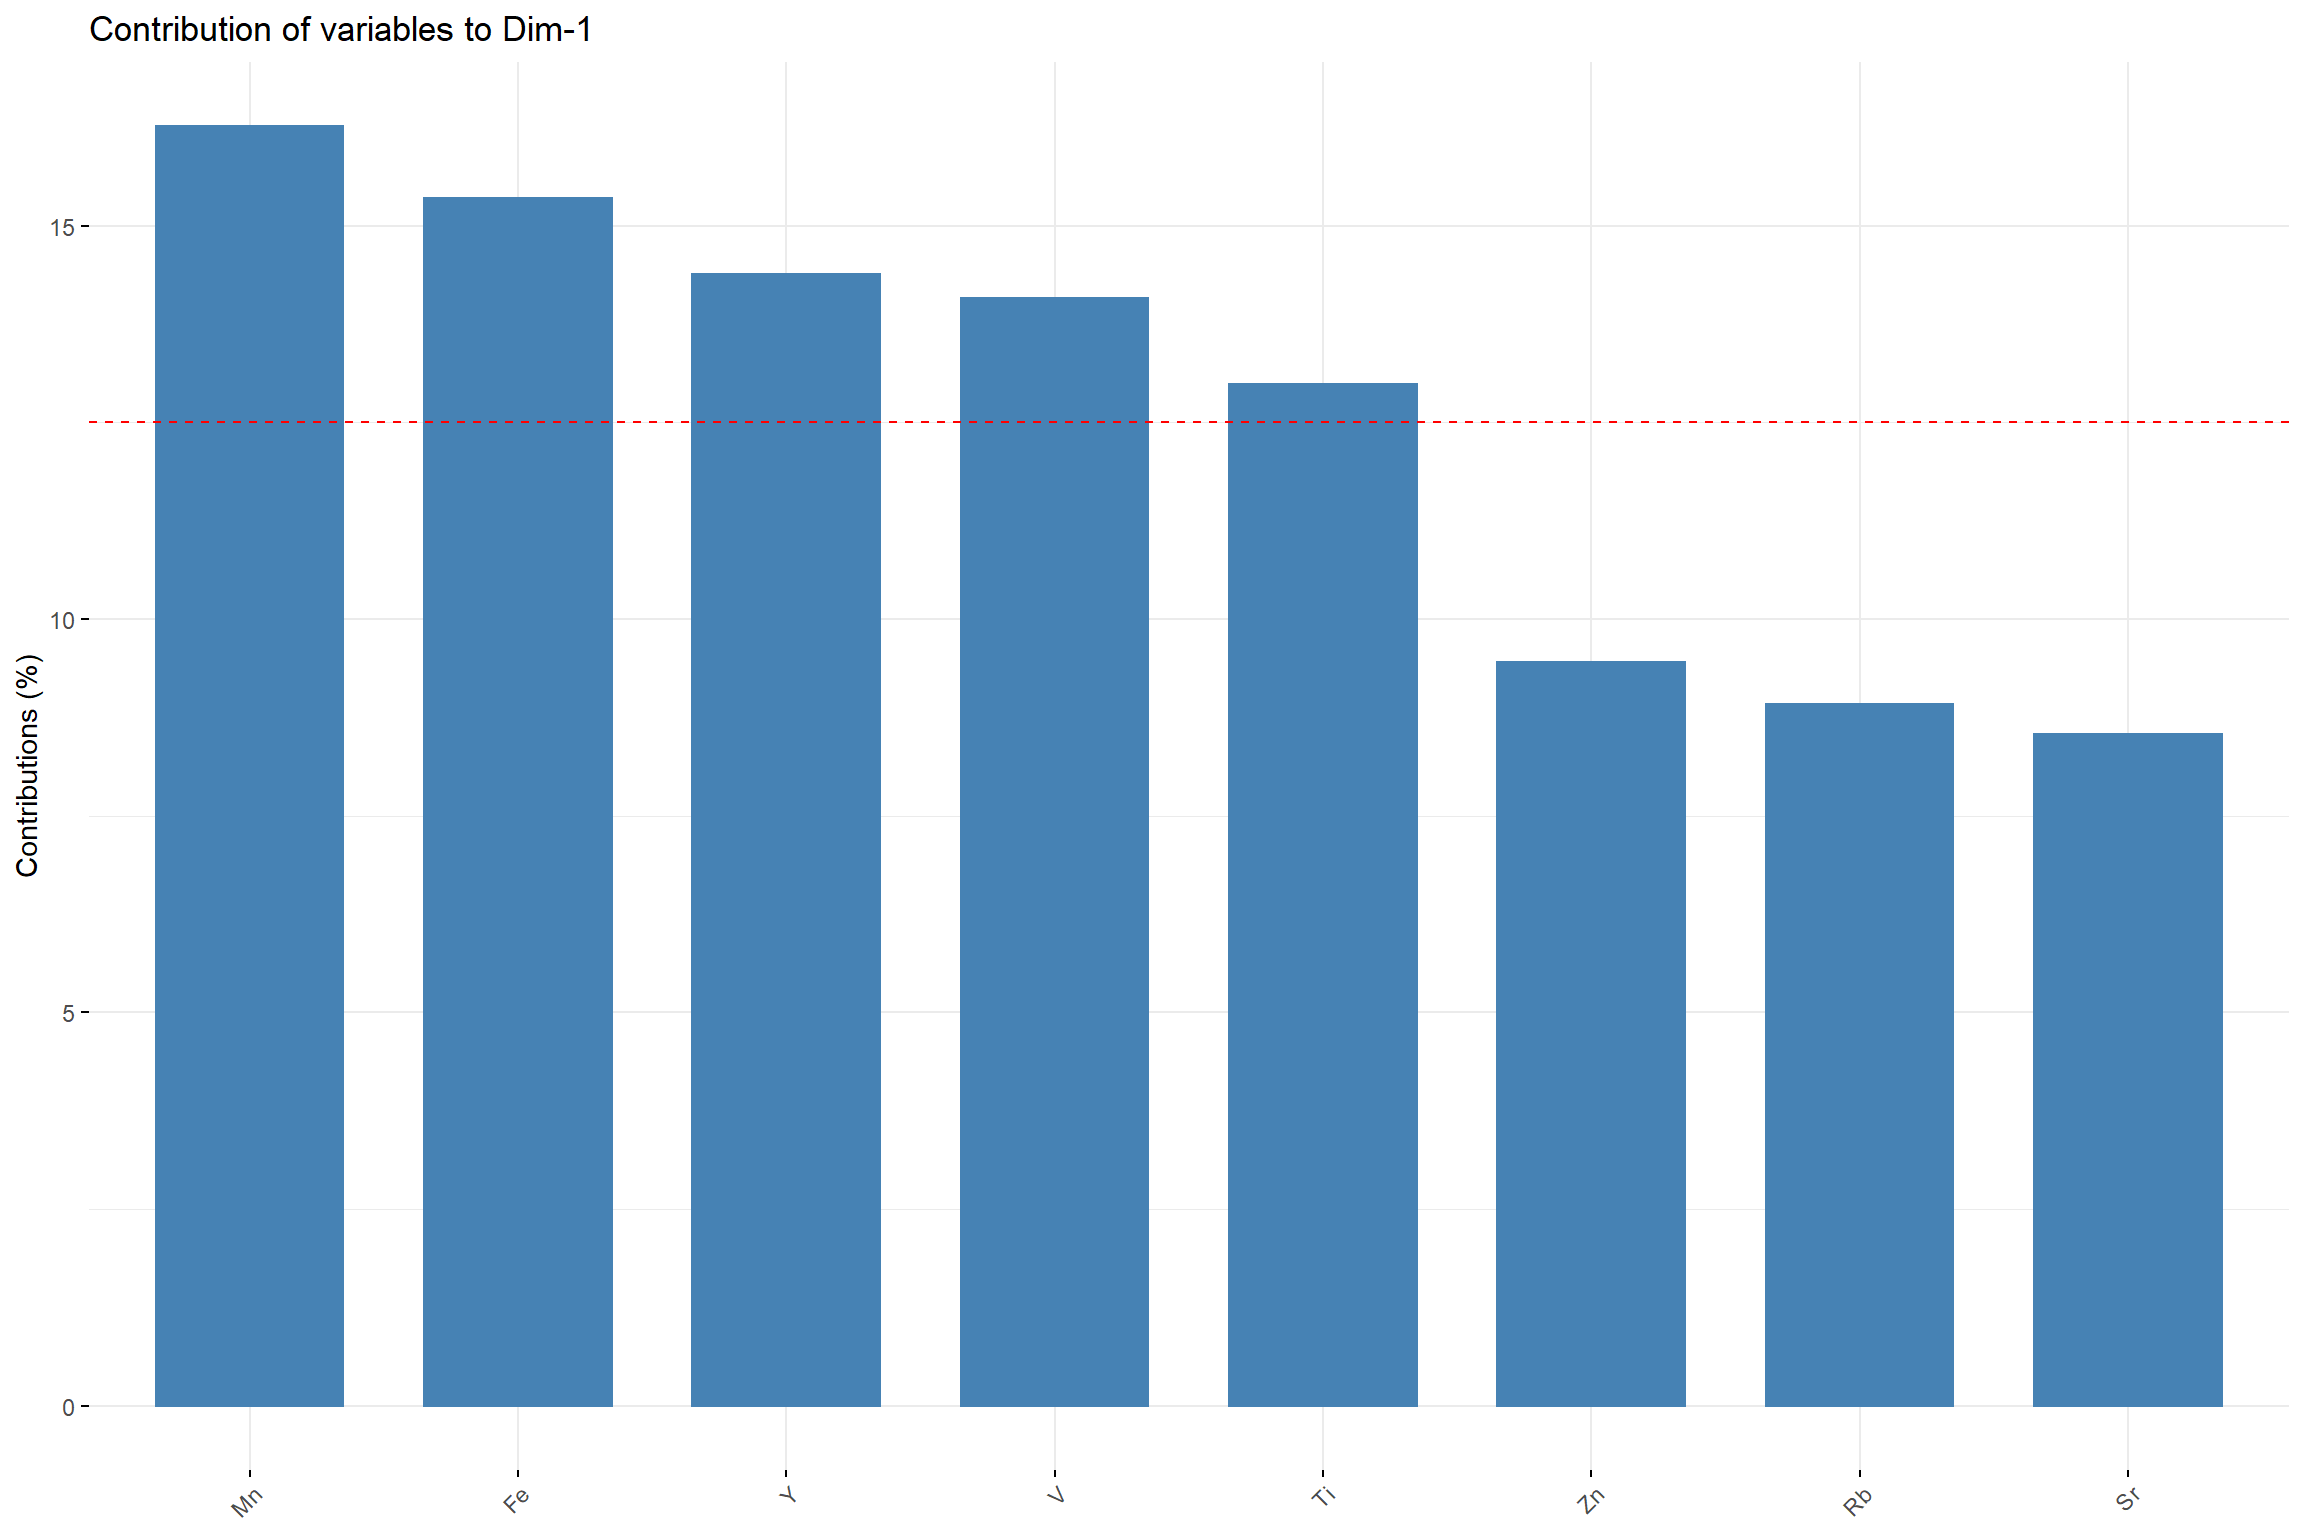 Contribution of variables to Dim-1
Contributions (%)
15
10
5
0
Mn
Fe
Y
V
Ti
Zn
Rb
Sr